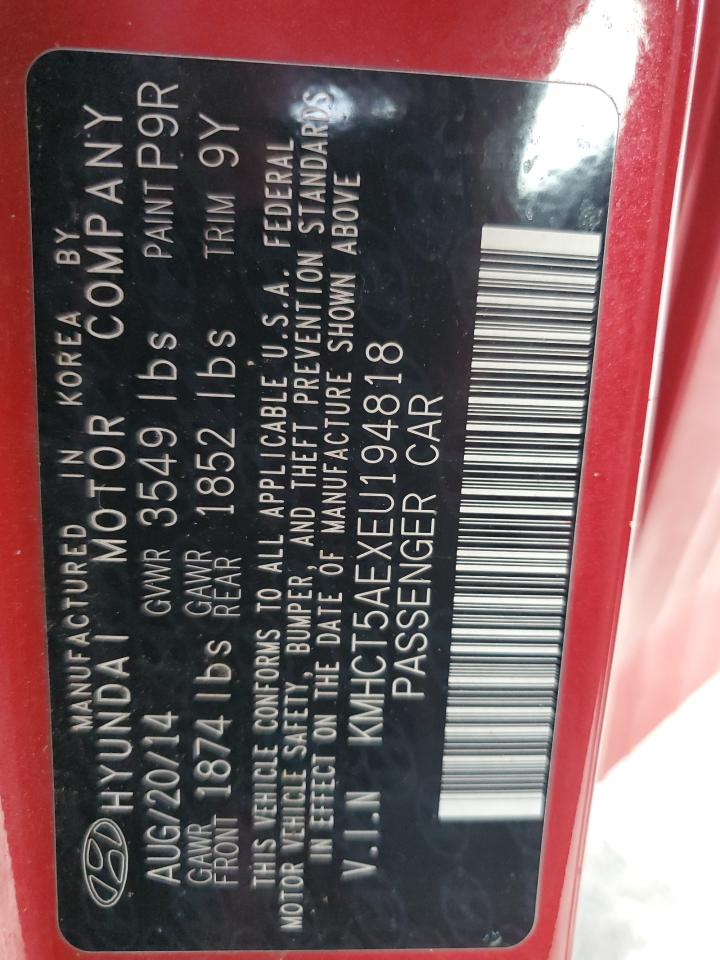 MANUFACTURED IN KOREA BY
HYUNDAI MOTOR COMPANY
AUG/20/14 GVWR 3549 lbs PAINT P9R
GAWR FRONT 1874 lbs GAWR REAR 1852 lbs TRIM 9Y
THIS VEHICLE CONFORMS TO ALL APPLICABLE U.S.A. FEDERAL
MOTOR VEHICLE SAFETY, BUMPER, AND THEFT PREVENTION STANDARDS
IN EFFECT ON THE DATE OF MANUFACTURE SHOWN ABOVE
V.I.N KMHCT5AEXEU194818
PASSENGER CAR